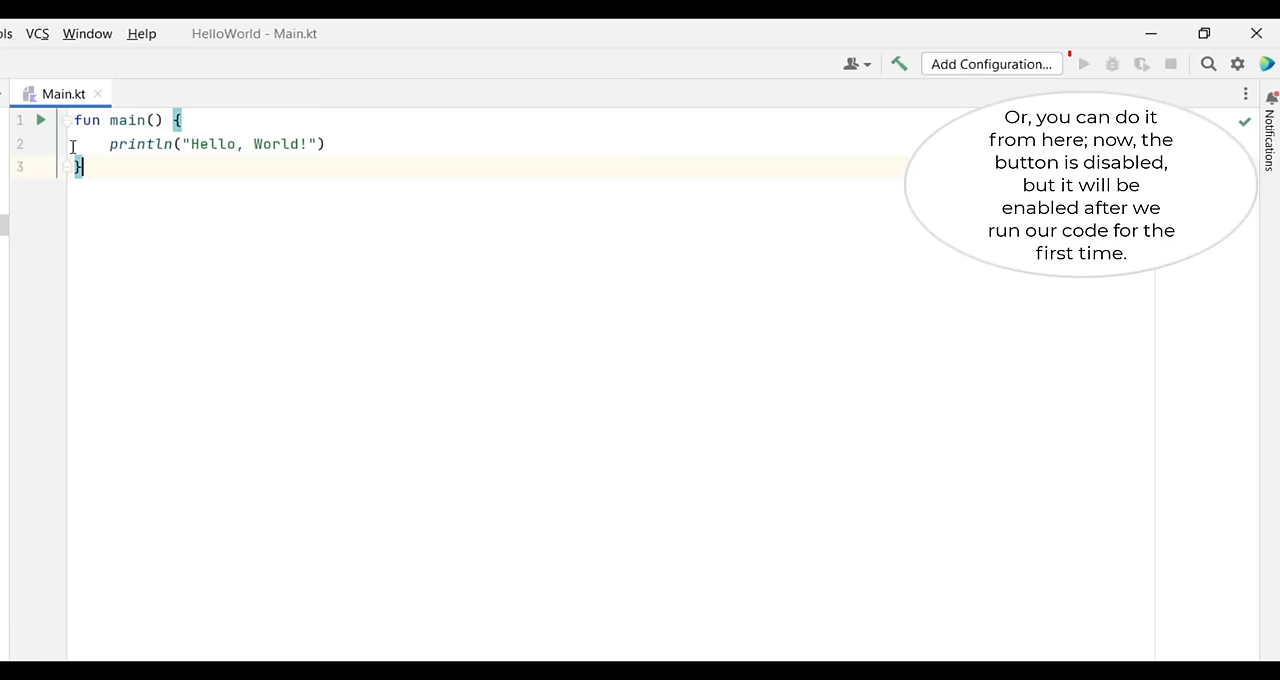 ols VCS Window Help HelloWorld - Main.kt
Add Configuration...
Main.kt
1 fun main() {
2 println("Hello, World!")
3 }
Or, you can do it
from here; now, the
button is disabled,
but it will be
enabled after we
run our code for the
first time.
Notifications